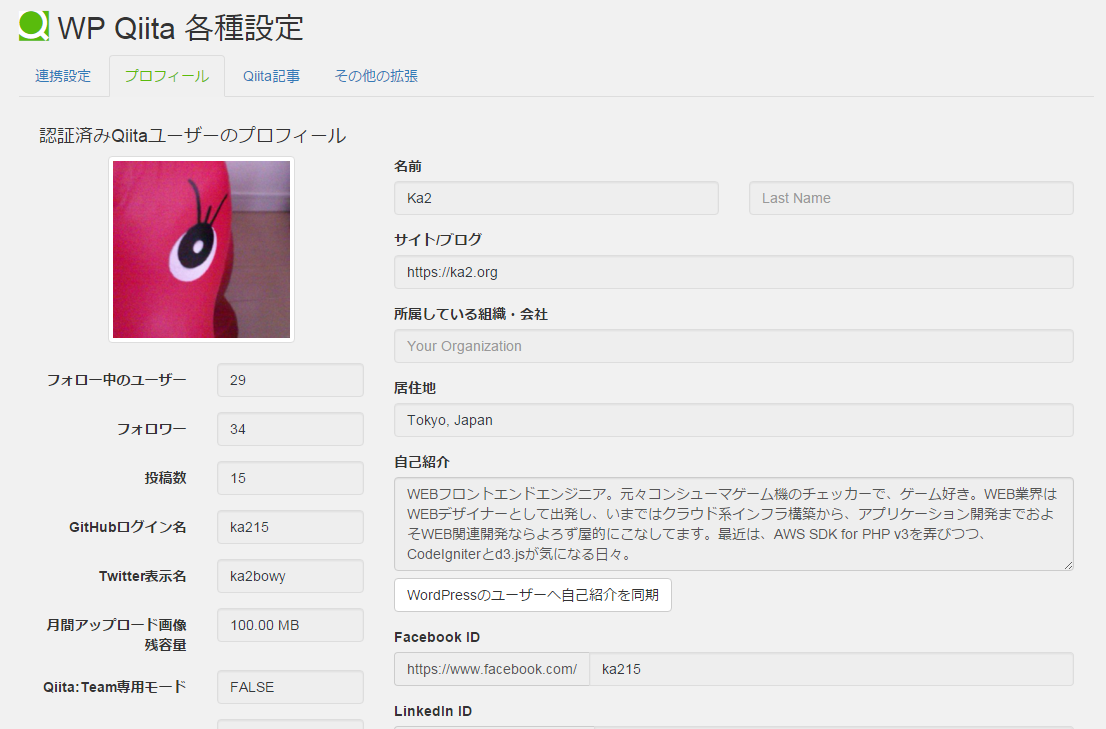 WP Qiita 各種設定
連携設定
プロフィール
Qiita記事
その他の拡張
認証済みQiitaユーザーのプロフィール
フォロー中のユーザー
29
フォロワー
34
投稿数
15
GitHubログイン名
ka215
Twitter表示名
ka2bowy
月間アップロード画像
残容量
100.00 MB
Qiita:Team専用モード
FALSE
名前
Ka2
Last Name
サイト/ブログ
https://ka2.org
所属している組織・会社
Your Organization
居住地
Tokyo, Japan
自己紹介
WEBフロントエンドエンジニア。元々コンシューマゲーム機のチェッカーで、ゲーム好き。WEB業界は
WEBデザイナーとして出発し、いまではクラウド系インフラ構築から、アプリケーション開発までおよ
そWEB関連開発ならよろず屋的にこなしてます。最近は、AWS SDK for PHP v3を弄びつつ、
CodeIgniterとd3.jsが気になる日々。
WordPressのユーザーへ自己紹介を同期
Facebook ID
https://www.facebook.com/
ka215
LinkedIn ID